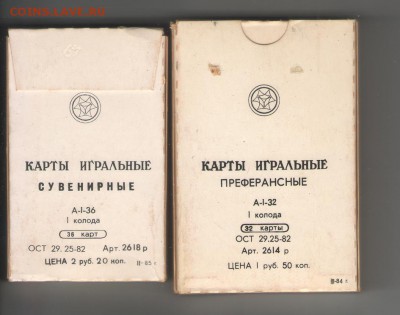 КАРТЫ ИГРАЛЬНЫЕ
СУВЕНИРНЫЕ
А-I-36
I колода
36 карт
ОСТ 29.25-82 Арт. 2618 р
ЦЕНА 2 руб. 20 коп.
КАРТЫ ИГРАЛЬНЫЕ
ПРЕФЕРАНСНЫЕ
А-I-32
I колода
32 карты
ОСТ 29.25-82
Арт. 2614 р
ЦЕНА I руб. 50 коп.